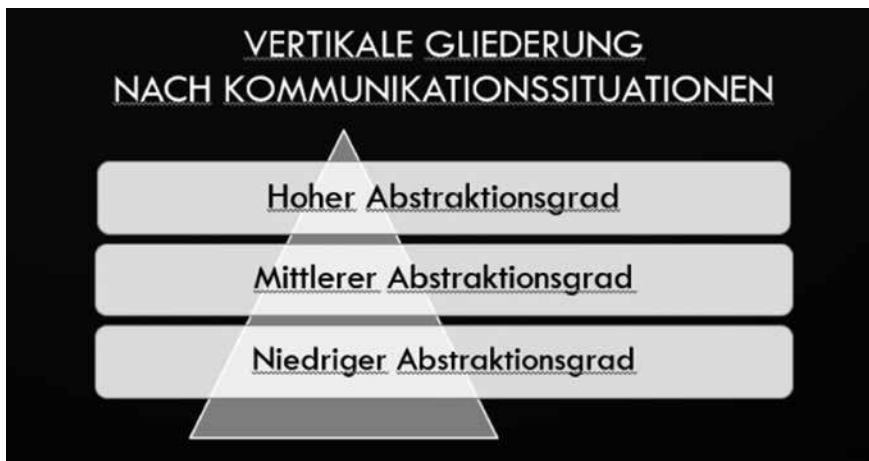 VERTIKALE GLIEDERUNG
NACH KOMMUNIKATIONSSITUATIONEN
Hoher Abstraktionsgrad
Mittlerer Abstraktionsgrad
Niedriger Abstraktionsgrad